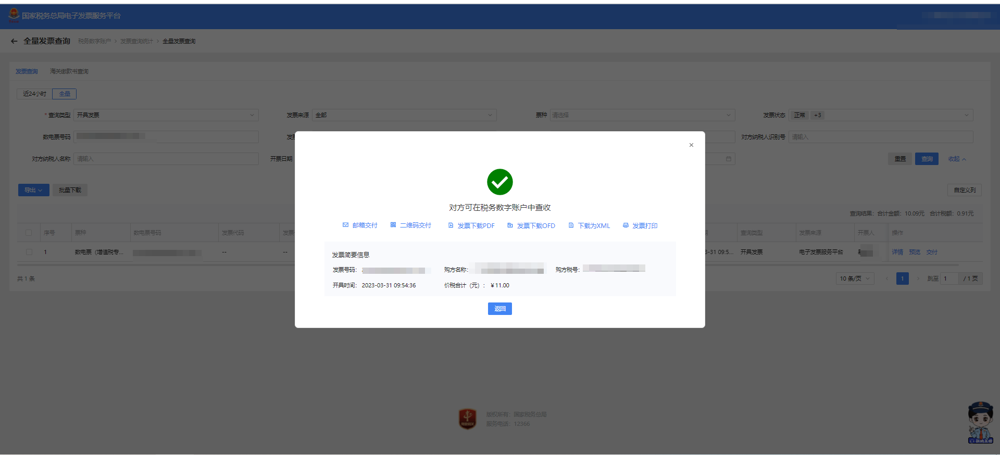 国家税务总局电子发票服务平台
全量发票查询 税务数字账户 > 发票查询统计 > 全量发票查询
发票查询 海关缴款书查询
近24小时 全量
* 查询类型 开具发票 发票来源 全部 票种 请选择 发票状态 正常 +3
数电票号码 发票 对方纳税人识别号 请输入
对方纳税人名称 请输入 开票日期 重置 查询 收起
导出 批量下载 自定义列
查询结果：合计金额：10.09元 合计税额：0.91元
序号 票种 数电票号码 发票代码 发票 查询类型 发票来源 开票人 操作
1 数电票（增值税专... -- -- 3-31 09:5... 开具发票 电子发票服务平台 详情 预览 交付
共 1 条 10 条/页 1 跳至 1 / 1 页
×
对方可在税务数字账户中查收
邮箱交付 二维码交付 发票下载PDF 发票下载OFD 下载为XML 发票打印
发票简要信息
发票号码： 购方名称： 购方税号：
开具时间： 2023-03-31 09:54:36 价税合计（元）： ¥11.00
返回
版权所有：国家税务总局
服务电话：12366